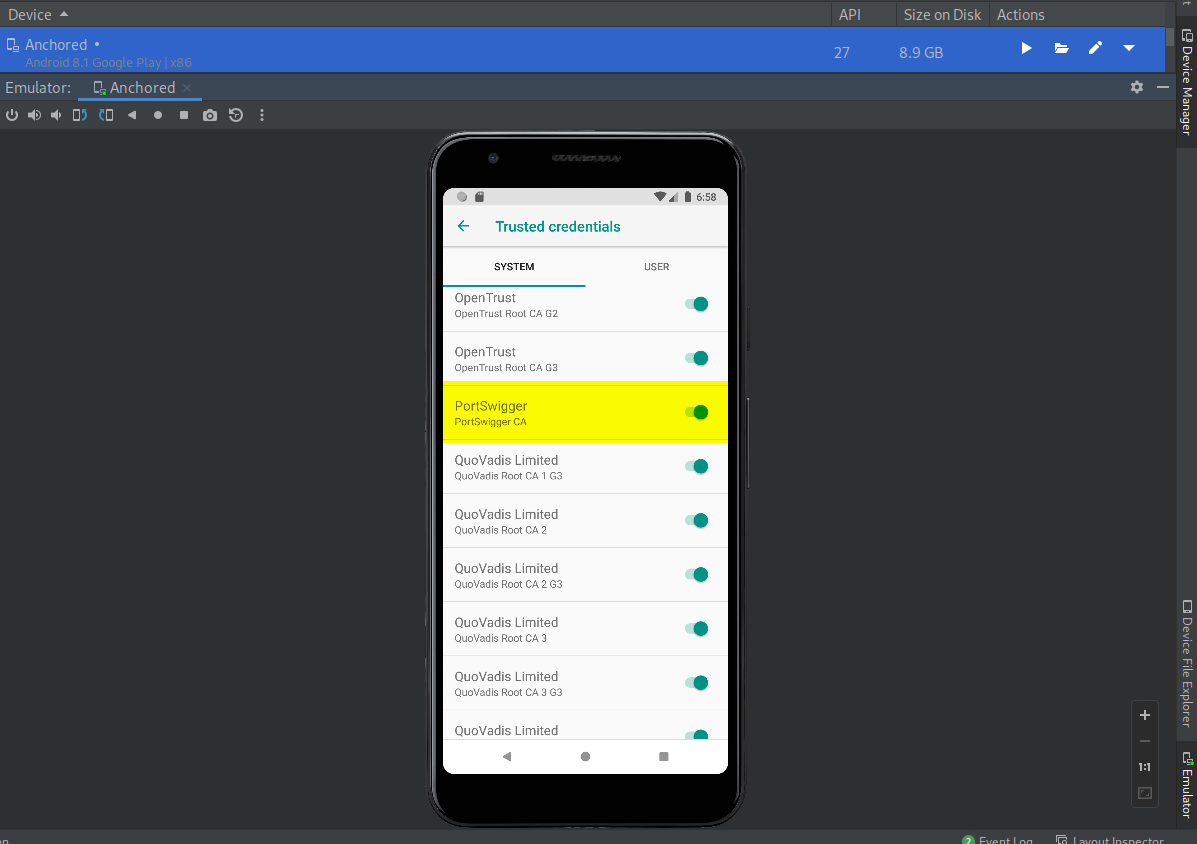 Device API Size on Disk Actions
Anchored
Android 8.1 Google Play | x86
27 8.9 GB
Emulator: Anchored
6:58
Trusted credentials
SYSTEM USER
OpenTrust
OpenTrust Root CA G2
OpenTrust
OpenTrust Root CA G3
PortSwigger
PortSwigger CA
QuoVadis Limited
QuoVadis Root CA 1 G3
QuoVadis Limited
QuoVadis Root CA 2
QuoVadis Limited
QuoVadis Root CA 2 G3
QuoVadis Limited
QuoVadis Root CA 3
QuoVadis Limited
QuoVadis Root CA 3 G3
QuoVadis Limited
1:1
Device Manager
Device File Explorer
Emulator
2 Event Log Layout Inspector